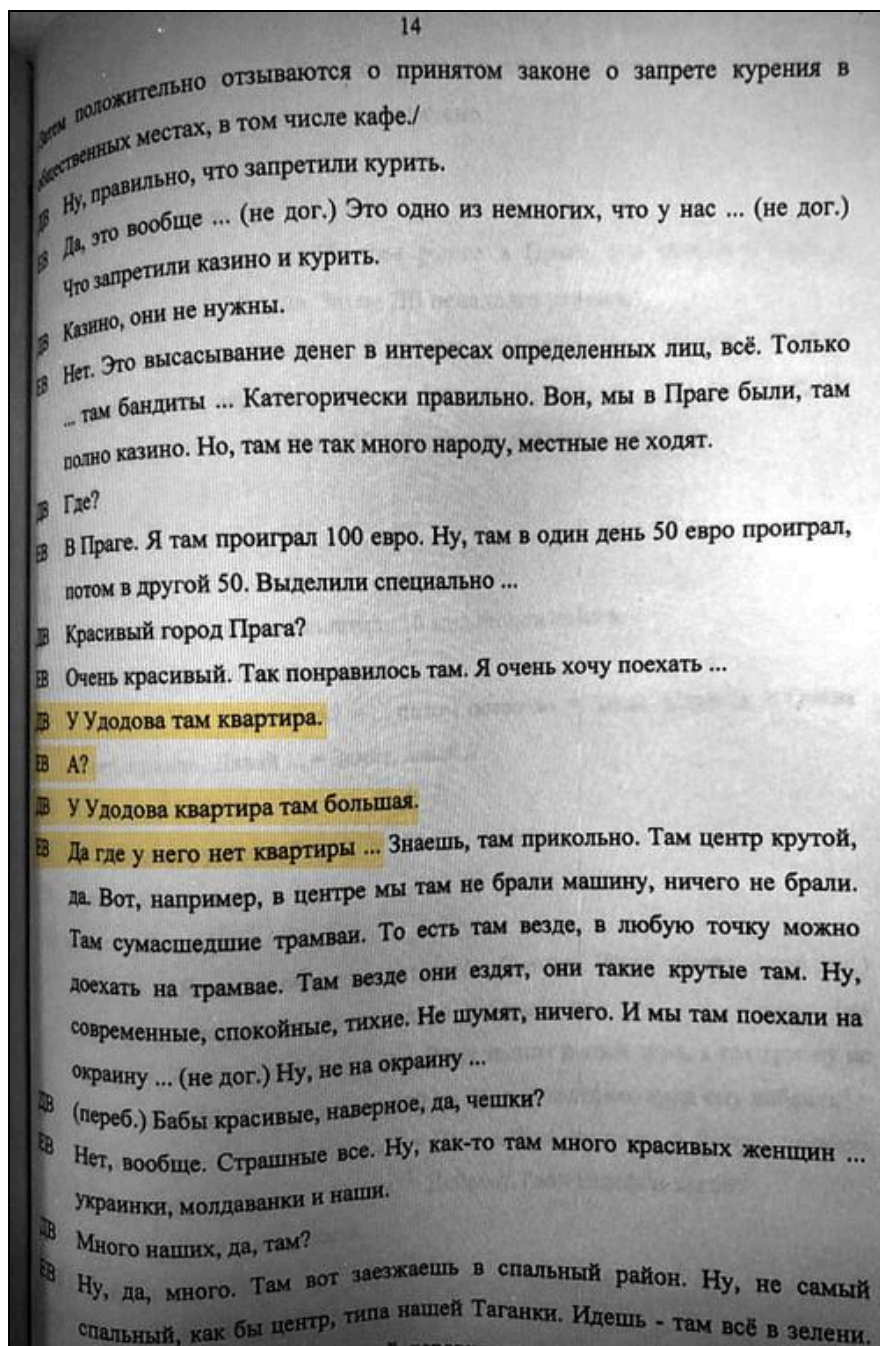 14
Затем положительно отзываются о принятом законе о запрете курения в
общественных местах, в том числе кафе./
ДВ Ну, правильно, что запретили курить.
ЕВ Да, это вообще ... (не дог.) Это одно из немногих, что у нас ... (не дог.)
Что запретили казино и курить.
ДВ Казино, они не нужны.
ЕВ Нет. Это высасывание денег в интересах определенных лиц, всё. Только
... там бандиты ... Категорически правильно. Вон, мы в Праге были, там
полно казино. Но, там не так много народу, местные не ходят.
ДВ Где?
ЕВ В Праге. Я там проиграл 100 евро. Ну, там в один день 50 евро проиграл,
потом в другой 50. Выделили специально ...
ДВ Красивый город Прага?
ЕВ Очень красивый. Так понравилось там. Я очень хочу поехать ...
ДВ У Удодова там квартира.
ЕВ А?
ДВ У Удодова квартира там большая.
ЕВ Да где у него нет квартиры ... Знаешь, там прикольно. Там центр крутой,
да. Вот, например, в центре мы там не брали машину, ничего не брали.
Там сумасшедшие трамваи. То есть там везде, в любую точку можно
доехать на трамвае. Там везде они ездят, они такие крутые там. Ну,
современные, спокойные, тихие. Не шумят, ничего. И мы там поехали на
окраину ... (не дог.) Ну, не на окраину ...
ДВ (переб.) Бабы красивые, наверное, да, чешки?
ЕВ Нет, вообще. Страшные все. Ну, как-то там много красивых женщин ...
украинки, молдаванки и наши.
ДВ Много наших, да, там?
ЕВ Ну, да, много. Там вот заезжаешь в спальный район. Ну, не самый
спальный, как бы центр, типа нашей Таганки. Идешь - там всё в зелени.